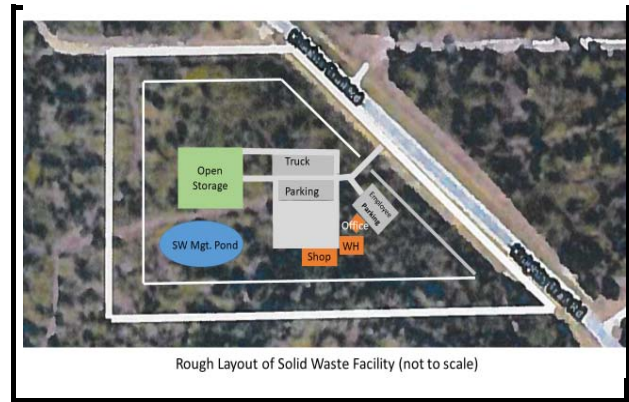 Truck
Open
Storage
Parking
Employee
Parking
Office
SW Mgt. Pond
WH
Shop
Rough Layout of Solid Waste Facility (not to scale)